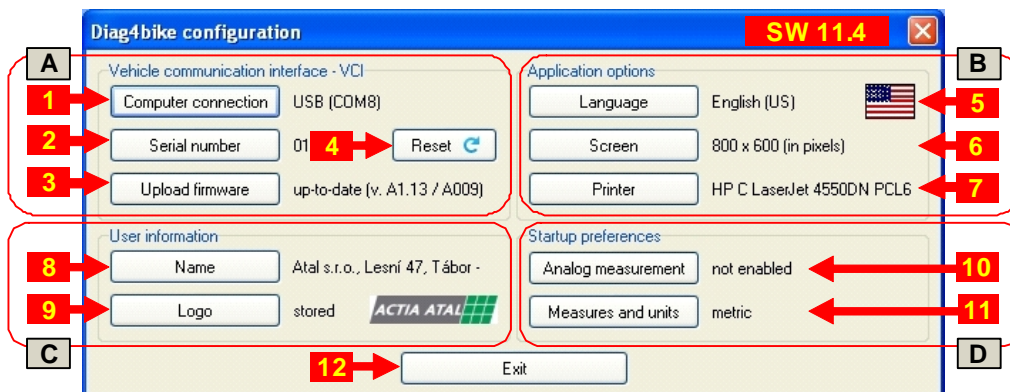 Diag4bike configuration SW 11.4
A Vehicle communication interface - VCI
1 Computer connection USB (COM8)
2 Serial number 01 4 Reset
3 Upload firmware up-to-date (v. A1.13 / A009)
B Application options
Language English (US) 5
Screen 800 x 600 (in pixels) 6
Printer HP C LaserJet 4550DN PCL6 7
User information
8 Name Atal s.r.o., Lesní 47, Tábor -
9 Logo stored ACTIA ATAL
C
Startup preferences
Analog measurement not enabled 10
Measures and units metric 11
D
12 Exit